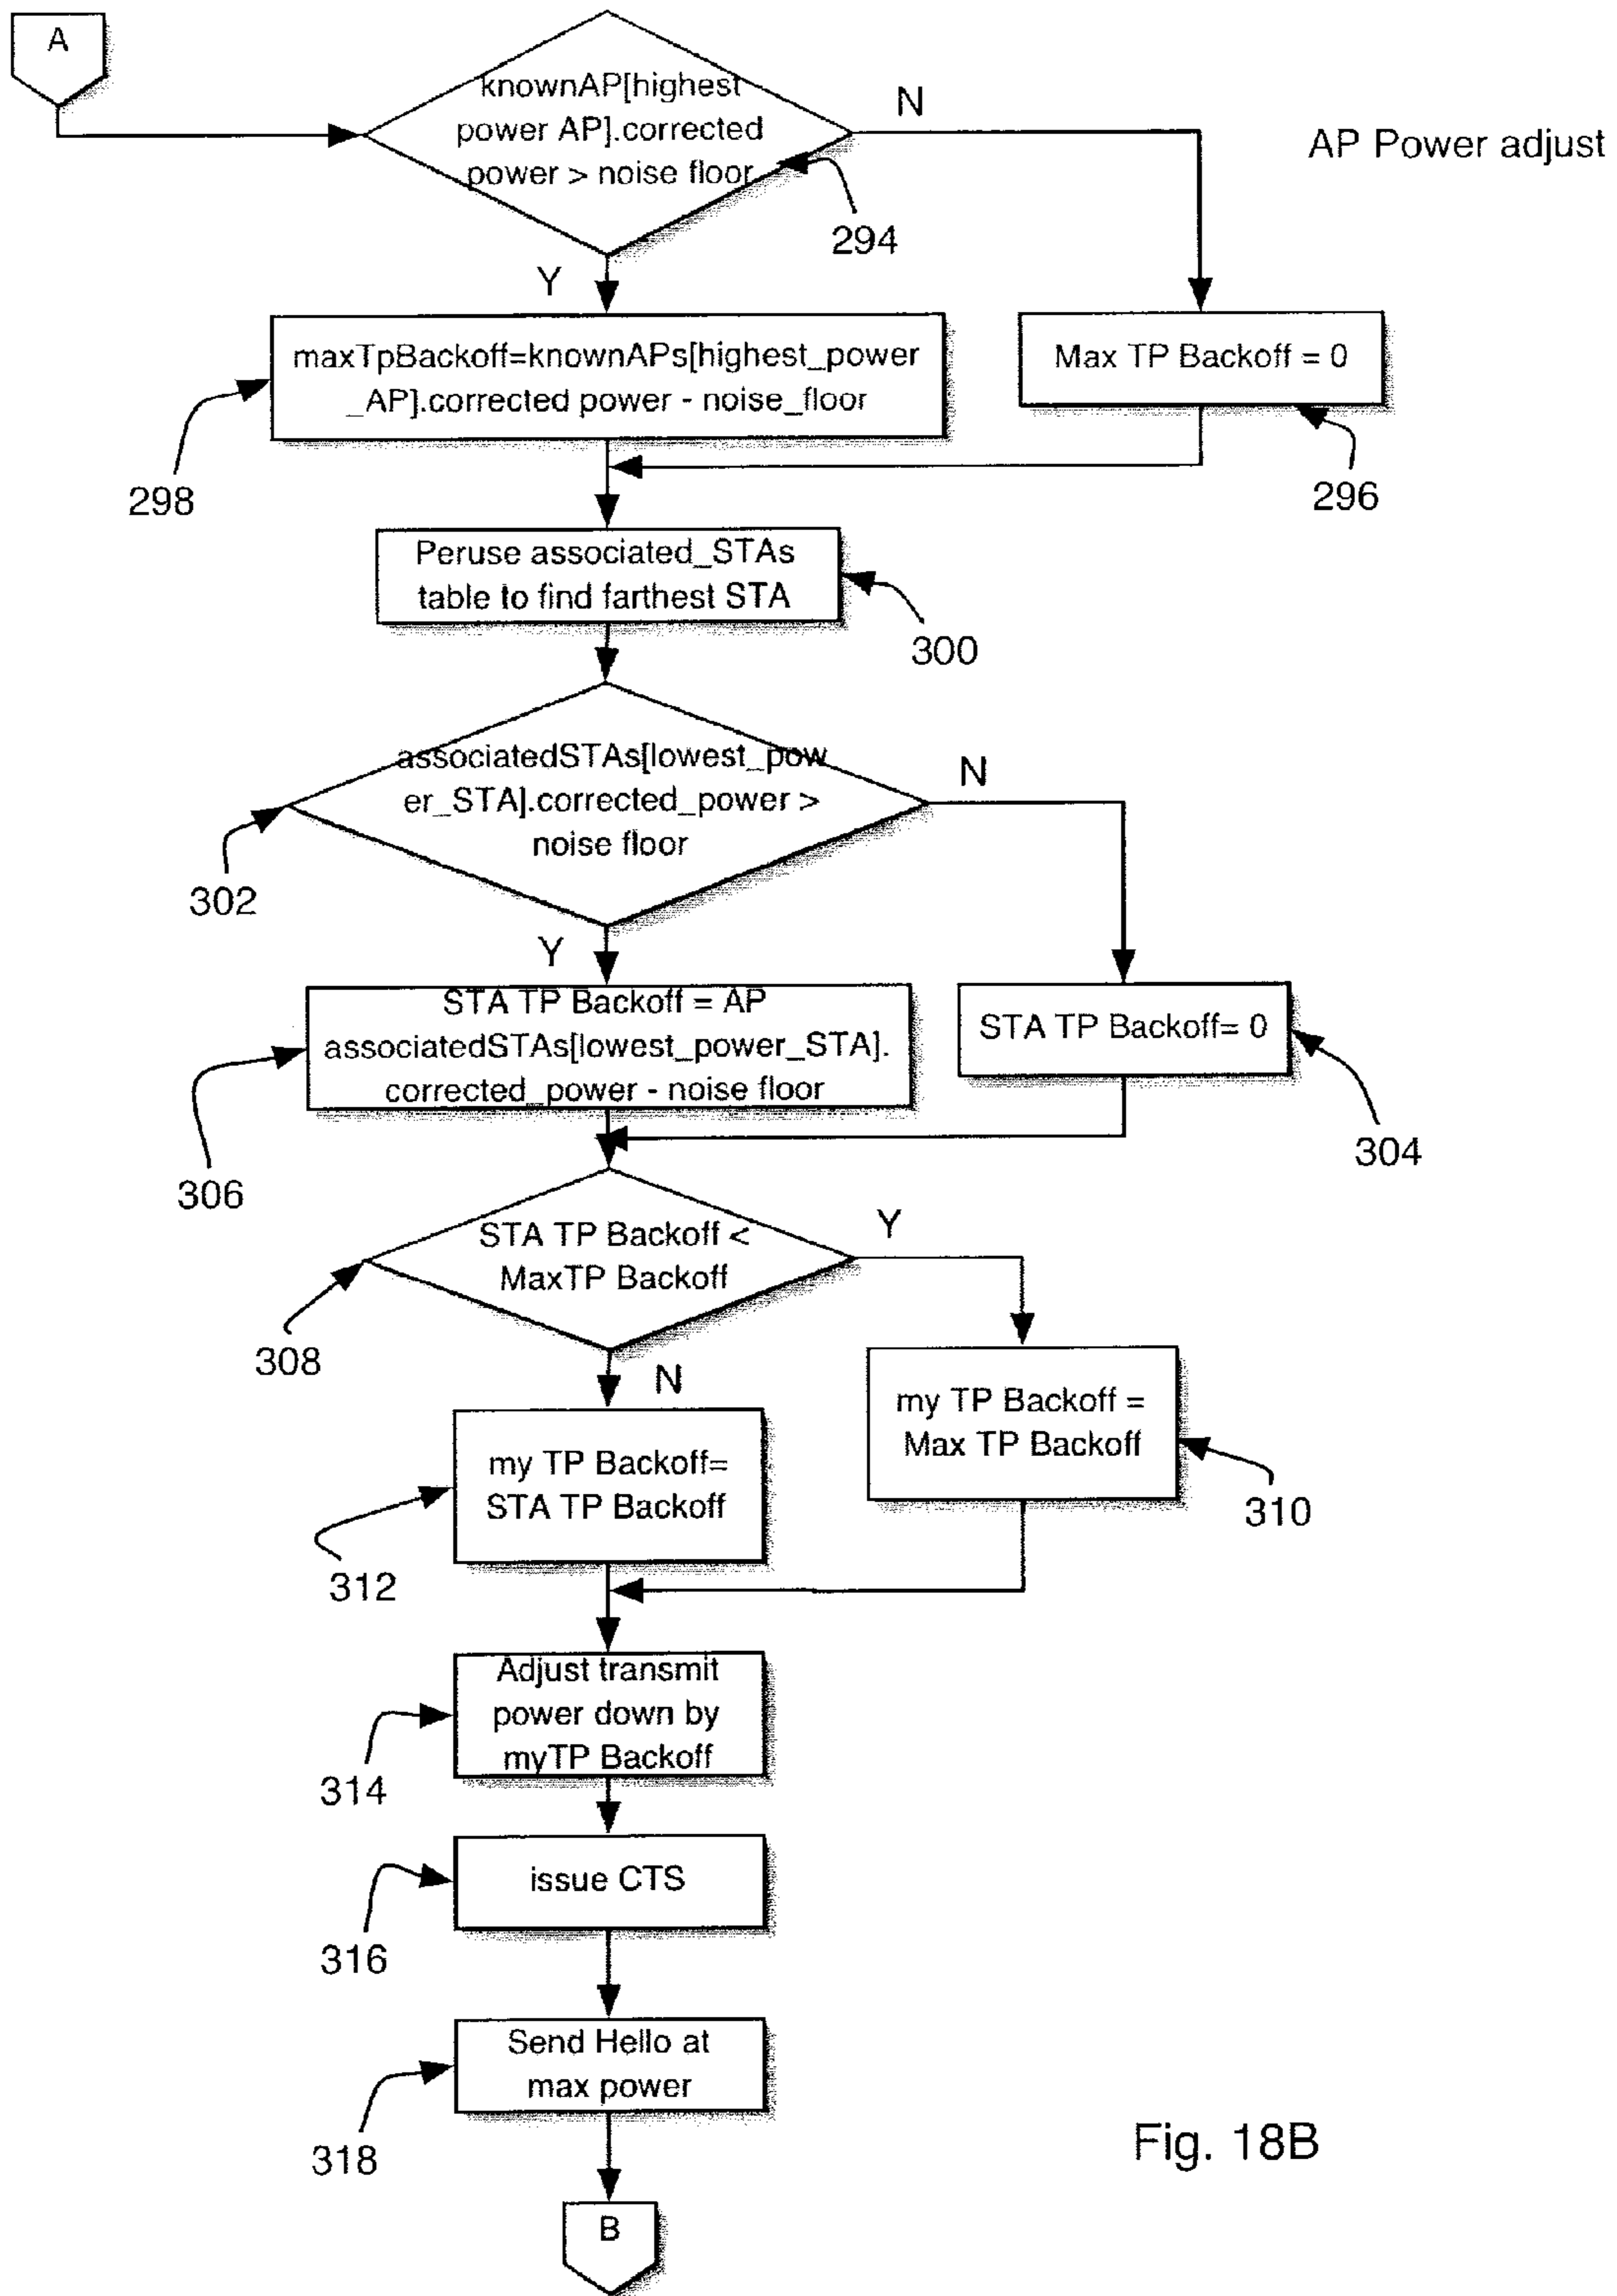 A
knownAP[highest
power AP].corrected
power > noise floor
N
AP Power adjust
294
Y
maxTpBackoff=knownAPs[highest_power
_AP].corrected power - noise_floor
Max TP Backoff = 0
298
296
Peruse associated_STAs
table to find farthest STA
300
associatedSTAs[lowest_pow
er_STA].corrected_power >
noise floor
N
302
Y
STA TP Backoff = AP
associatedSTAs[lowest_power_STA].
corrected_power - noise floor
STA TP Backoff= 0
304
306
STA TP Backoff <
MaxTP Backoff
Y
308
N
my TP Backoff =
Max TP Backoff
my TP Backoff=
STA TP Backoff
310
312
Adjust transmit
power down by
myTP Backoff
314
issue CTS
316
Send Hello at
max power
318
Fig. 18B
B